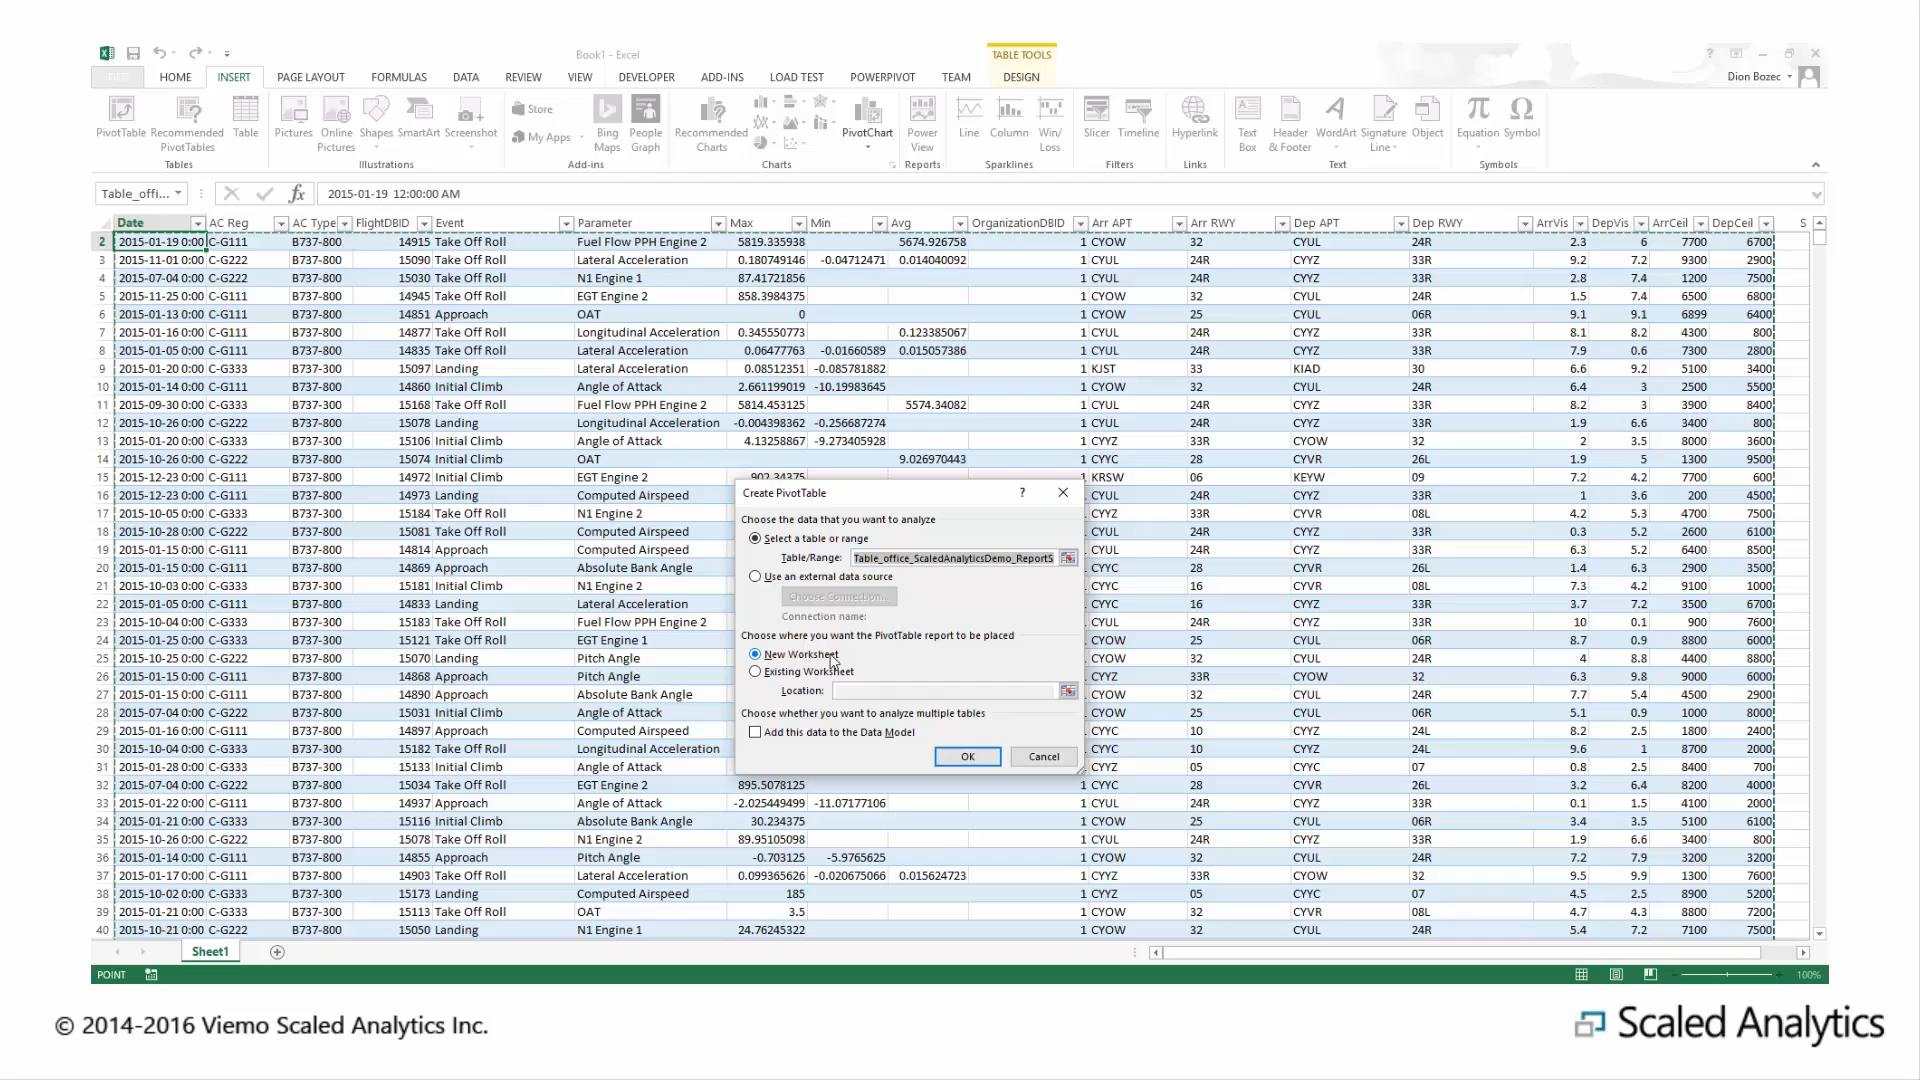 Book1 – Excel
TABLE TOOLS
FILE HOME INSERT PAGE LAYOUT FORMULAS DATA REVIEW VIEW DEVELOPER ADD-INS LOAD TEST POWERPIVOT TEAM DESIGN
Dion Bozec
PivotTable Recommended PivotTables Table
Pictures Online Pictures Shapes SmartArt Screenshot
Store
My Apps
Bing Maps People Graph
Recommended Charts PivotChart
Power View
Line Column Win/Loss
Slicer Timeline
Hyperlink
Text Box Header & Footer WordArt Signature Line Object
Equation Symbol
Tables Illustrations Add-ins Charts Reports Sparklines Filters Links Text Symbols
Table_offi... fx 2015-01-19 12:00:00 AM
Date AC Reg AC Type FlightDBID Event Parameter Max Min Avg OrganizationDBID Arr APT Arr RWY Dep APT Dep RWY ArrVis DepVis ArrCeil DepCeil S
2 2015-01-19 0:00 C-G111 B737-800 14915 Take Off Roll Fuel Flow PPH Engine 2 5819.335938 5674.926758 1 CYOW 32 CYUL 24R 2.3 6 7700 6700
3 2015-11-01 0:00 C-G222 B737-800 15090 Take Off Roll Lateral Acceleration 0.180749146 -0.04712471 0.014040092 1 CYUL 24R CYYZ 33R 9.2 7.2 9300 2900
4 2015-07-04 0:00 C-G222 B737-800 15030 Take Off Roll N1 Engine 1 87.41721856 1 CYUL 24R CYYZ 33R 2.8 7.4 1200 7500
5 2015-11-25 0:00 C-G111 B737-800 14945 Take Off Roll EGT Engine 2 858.3984375 1 CYOW 32 CYUL 24R 1.5 7.4 6500 6800
6 2015-01-13 0:00 C-G111 B737-800 14851 Approach OAT 0 1 CYOW 25 CYUL 06R 9.1 9.1 6899 6400
7 2015-01-16 0:00 C-G111 B737-800 14877 Take Off Roll Longitudinal Acceleration 0.345550773 0.123385067 1 CYUL 24R CYYZ 33R 8.1 8.2 4300 800
8 2015-01-05 0:00 C-G111 B737-800 14835 Take Off Roll Lateral Acceleration 0.06477763 -0.01660589 0.015057386 1 CYUL 24R CYYZ 33R 7.9 0.6 7300 2800
9 2015-01-20 0:00 C-G333 B737-300 15097 Landing Lateral Acceleration 0.08512351 -0.085781882 1 KJST 33 KIAD 30 6.6 9.2 5100 3400
10 2015-01-14 0:00 C-G111 B737-800 14860 Initial Climb Angle of Attack 2.661199019 -10.19983645 1 CYOW 32 CYUL 24R 6.4 3 2500 5500
11 2015-09-30 0:00 C-G333 B737-300 15168 Take Off Roll Fuel Flow PPH Engine 2 5814.453125 5574.34082 1 CYUL 24R CYYZ 33R 8.2 3 3900 8400
12 2015-10-26 0:00 C-G222 B737-800 15078 Landing Longitudinal Acceleration -0.004398362 -0.256687274 1 CYUL 24R CYYZ 33R 1.9 6.6 3400 800
13 2015-01-20 0:00 C-G333 B737-300 15106 Initial Climb Angle of Attack 4.13258867 -9.273405928 1 CYYZ 33R CYOW 32 2 3.5 8000 3600
14 2015-10-26 0:00 C-G222 B737-800 15074 Initial Climb OAT 9.026970443 1 CYYC 28 CYVR 26L 1.9 5 1300 9500
15 2015-12-23 0:00 C-G111 B737-800 14972 Initial Climb EGT Engine 2 902.34375 1 KRSW 06 KEYW 09 7.2 4.2 7700 600
16 2015-12-23 0:00 C-G111 B737-800 14973 Landing Computed Airspeed CYUL 24R CYYZ 33R 1 3.6 200 4500
17 2015-10-05 0:00 C-G333 B737-300 15184 Take Off Roll N1 Engine 2 CYYZ 33R CYVR 08L 4.2 5.3 4700 7500
18 2015-10-28 0:00 C-G222 B737-800 15081 Take Off Roll Computed Airspeed CYUL 24R CYYZ 33R 0.3 5.2 2600 6100
19 2015-01-15 0:00 C-G111 B737-800 14814 Approach Computed Airspeed CYUL 24R CYYZ 33R 6.3 5.2 6400 8500
20 2015-01-15 0:00 C-G111 B737-800 14869 Approach Absolute Bank Angle CYYC 28 CYVR 26L 1.4 6.3 2900 3500
21 2015-10-03 0:00 C-G333 B737-300 15181 Initial Climb N1 Engine 2 CYYC 16 CYVR 08L 7.3 4.2 9100 1000
22 2015-01-05 0:00 C-G111 B737-800 14833 Landing Lateral Acceleration CYYC 16 CYYZ 33R 3.7 7.2 3500 6700
23 2015-10-04 0:00 C-G333 B737-300 15183 Take Off Roll Fuel Flow PPH Engine 2 CYUL 24R CYYZ 33R 10 0.1 900 7600
24 2015-01-25 0:00 C-G333 B737-300 15121 Take Off Roll EGT Engine 1 CYOW 25 CYUL 06R 8.7 0.9 8800 6000
25 2015-10-25 0:00 C-G222 B737-800 15070 Landing Pitch Angle CYOW 32 CYUL 24R 4 8.8 4400 8800
26 2015-01-15 0:00 C-G111 B737-800 14868 Approach Pitch Angle CYYZ 33R CYOW 32 6.3 9.8 9000 6000
27 2015-01-15 0:00 C-G111 B737-800 14890 Approach Absolute Bank Angle CYOW 32 CYUL 24R 7.7 5.4 4500 2900
28 2015-07-04 0:00 C-G222 B737-800 15031 Initial Climb Angle of Attack CYOW 25 CYUL 06R 5.1 0.9 1000 8000
29 2015-01-16 0:00 C-G111 B737-800 14897 Approach Computed Airspeed CYYC 10 CYYZ 24L 8.2 2.5 1800 2400
30 2015-10-04 0:00 C-G333 B737-300 15182 Take Off Roll Longitudinal Acceleration CYYC 10 CYYZ 24L 9.6 1 8700 2000
31 2015-01-28 0:00 C-G333 B737-300 15133 Initial Climb Angle of Attack CYYZ 05 CYYC 07 0.8 2.5 8400 700
32 2015-07-04 0:00 C-G222 B737-800 15034 Take Off Roll EGT Engine 2 895.5078125 1 CYYC 28 CYVR 26L 3.2 6.4 8200 4000
33 2015-01-22 0:00 C-G111 B737-800 14937 Approach Angle of Attack -2.025449499 -11.07177106 1 CYUL 24R CYYZ 33R 0.1 1.5 4100 2000
34 2015-01-21 0:00 C-G333 B737-300 15116 Initial Climb Absolute Bank Angle 30.234375 1 CYOW 25 CYUL 06R 3.4 3.5 5100 6100
35 2015-10-26 0:00 C-G222 B737-800 15078 Take Off Roll N1 Engine 2 89.95105098 1 CYUL 24R CYYZ 33R 1.9 6.6 3400 800
36 2015-01-14 0:00 C-G111 B737-800 14855 Approach Pitch Angle -0.703125 -5.9765625 1 CYOW 32 CYUL 24R 7.2 7.9 3200 3200
37 2015-01-17 0:00 C-G111 B737-800 14903 Take Off Roll Lateral Acceleration 0.099365626 -0.020675066 0.015624723 1 CYYZ 33R CYOW 32 9.5 9.9 1300 7600
38 2015-10-02 0:00 C-G333 B737-300 15173 Landing Computed Airspeed 185 1 CYYZ 05 CYYC 07 4.5 2.5 8900 5200
39 2015-01-21 0:00 C-G333 B737-300 15113 Take Off Roll OAT 3.5 1 CYOW 32 CYVR 08L 4.7 4.3 8800 7200
40 2015-10-21 0:00 C-G222 B737-800 15050 Landing N1 Engine 1 24.76245322 1 CYOW 32 CYUL 24R 5.4 7.2 7100 7500
Create PivotTable ?
Choose the data that you want to analyze
Select a table or range
Table/Range: Table_office_ScaledAnalyticsDemo_ReportS
Use an external data source
Choose Connection...
Connection name:
Choose where you want the PivotTable report to be placed
New Worksheet
Existing Worksheet
Location:
Choose whether you want to analyze multiple tables
Add this data to the Data Model
OK Cancel
Sheet1
POINT 100%
© 2014-2016 Viemo Scaled Analytics Inc.
Scaled Analytics